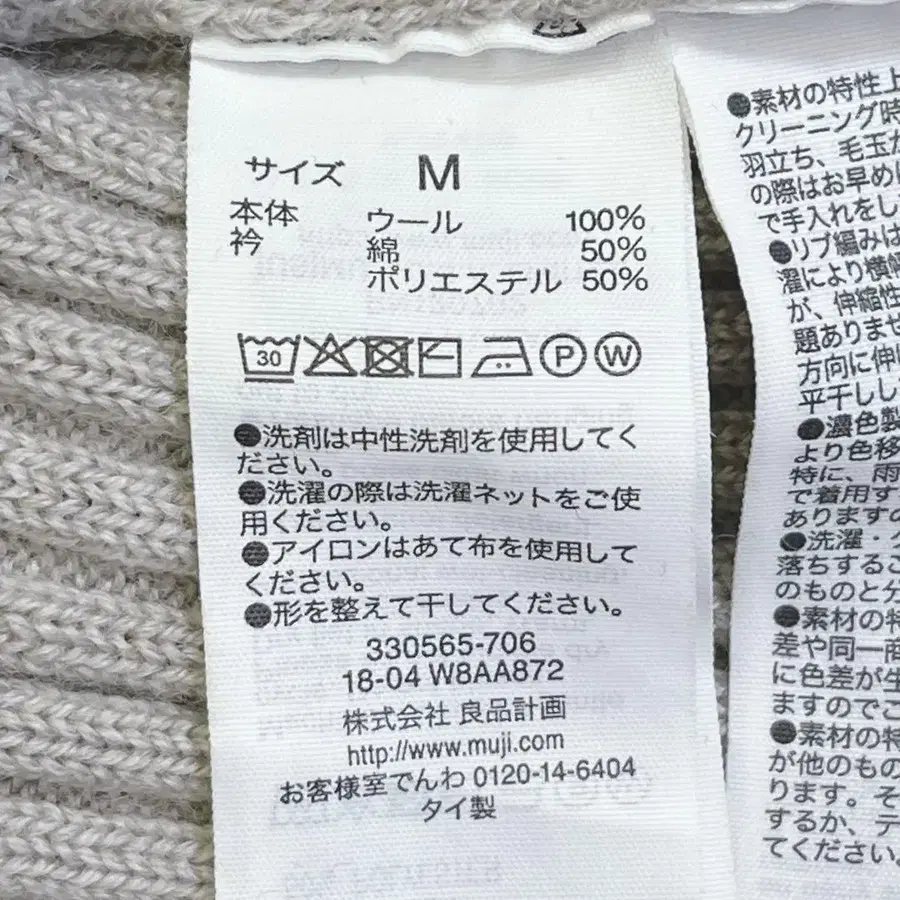 サイズ M
本体 ウール 100%
衿 綿 50%
ポリエステル 50%
30
P
W
●洗剤は中性洗剤を使用してく
ださい。
●洗濯の際は洗濯ネットをご使
用ください。
●アイロンはあて布を使用して
ください。
●形を整えて干してください。
330565-706
18-04 W8AA872
株式会社 良品計画
http://www.muji.com
お客様室でんわ 0120-14-6404
タイ製
●素材の特性上
クリーニング時
羽立ち、毛玉が
の際はお早めに
で手入れをし
●リブ編みは
濯により横幅
が、伸縮性
題ありませ
方向に伸
平干しし
●濃色製
より色移
特に、雨
で着用す
ありますの
●洗濯・
落ちするこ
のものと分
●素材の特
差や同一商
に色差が生
ますのでご
●素材の特
が他のもの
ります。そ
するか、テ
てください。